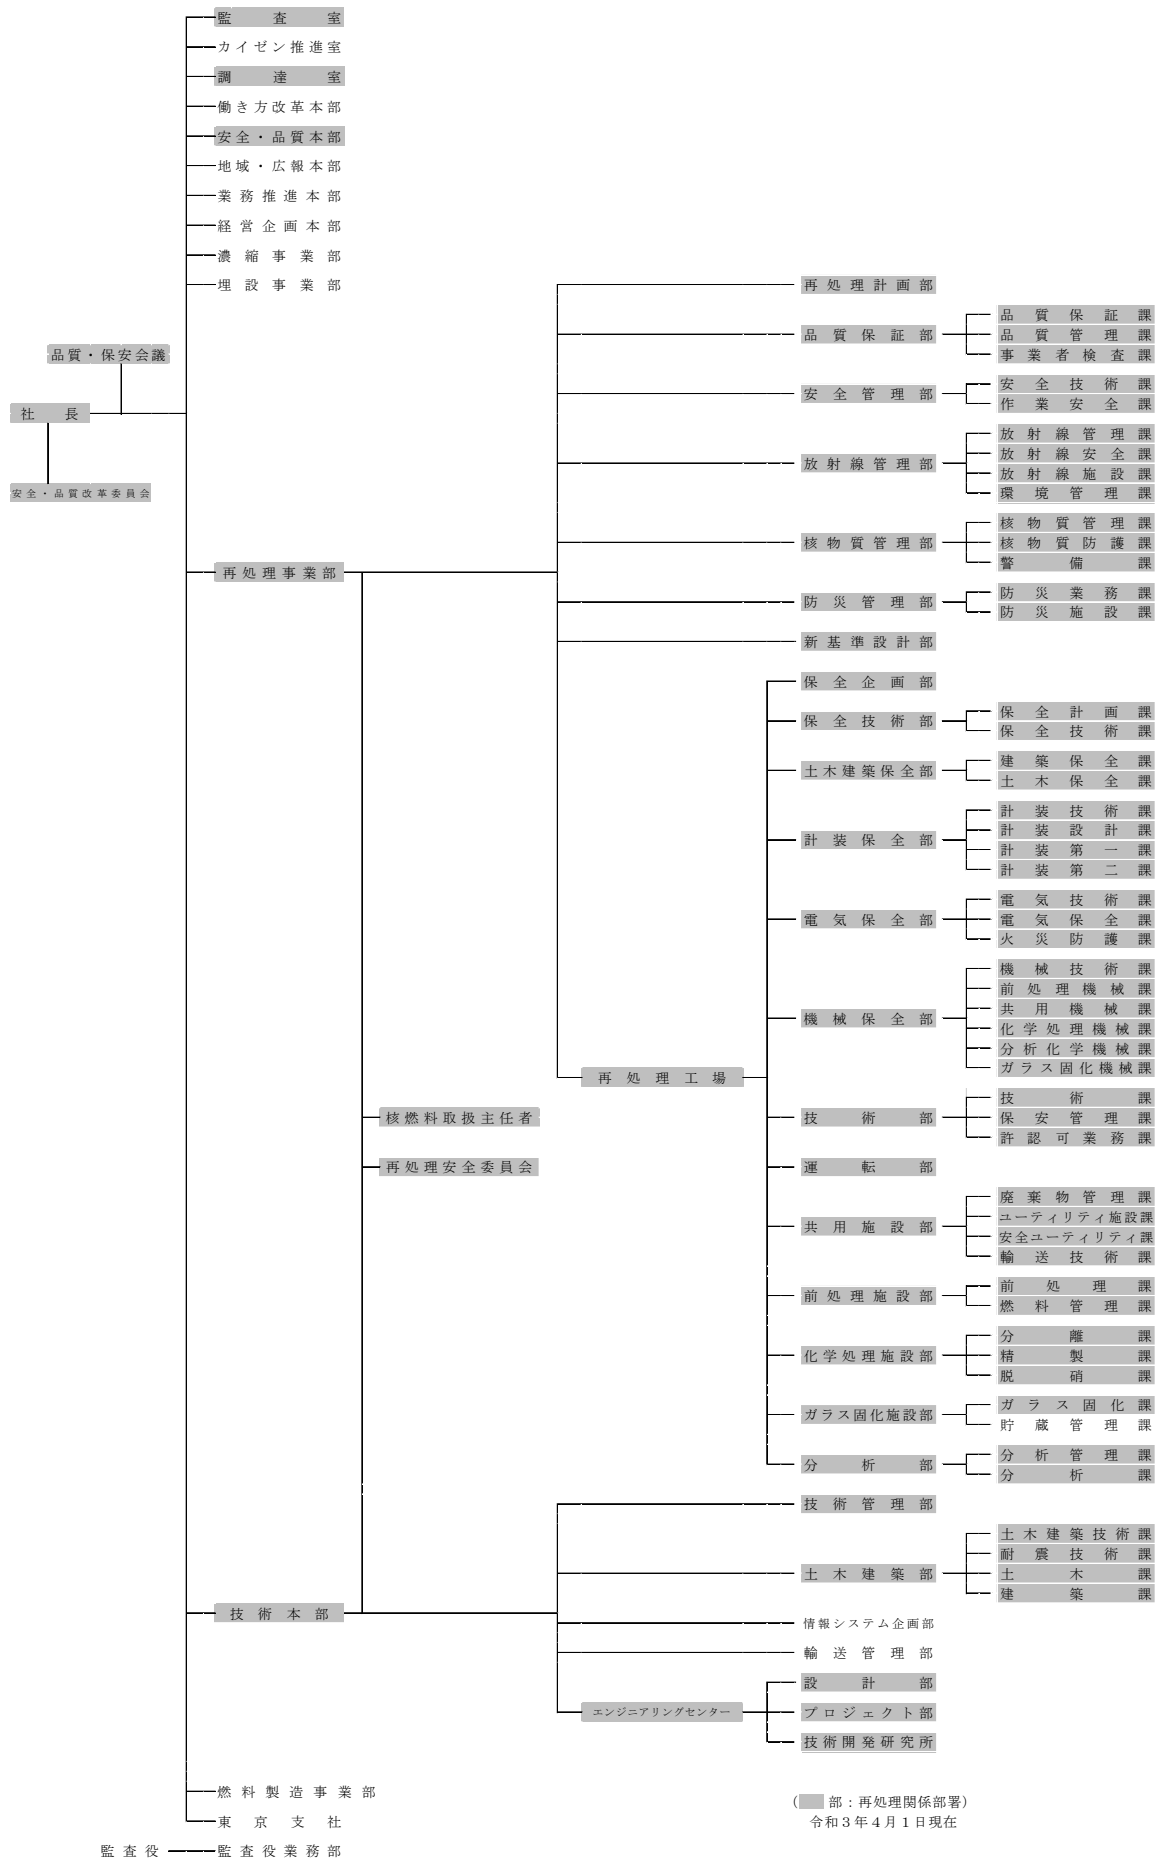 監査室
カイゼン推進室
調達室
働き方改革本部
安全・品質本部
地域・広報本部
業務推進本部
経営企画本部
濃縮事業部
埋設事業部
品質・保安会議
社長
安全・品質改革委員会
再処理事業部
再処理計画部
品質保証部
品質保証課
品質管理課
事業者検査課
安全管理部
安全技術課
作業安全課
放射線管理部
放射線管理課
放射線安全課
放射線施設課
環境管理課
核物質管理部
核物質管理課
核物質防護課
警備課
防災管理部
防災業務課
防災施設課
新基準設計部
再処理工場
保全企画部
保全技術部
保全計画課
保全技術課
土木建築保全部
建築保全課
土木保全課
計装保全部
計装技術課
計装設計課
計装第一課
計装第二課
電気保全部
電気技術課
電気保全課
火災防護課
機械保全部
機械技術課
前処理機械課
共用機械課
化学処理機械課
分析化学機械課
ガラス固化機械課
技術部
技術課
保安管理課
許認可業務課
運転部
共用施設部
廃棄物管理課
ユーティリティ施設課
安全ユーティリティ課
輸送技術課
前処理施設部
前処理課
燃料管理課
化学処理施設部
分離課
精製課
脱硝課
ガラス固化施設部
ガラス固化課
貯蔵管理課
分析部
分析管理課
分析課
核燃料取扱主任者
再処理安全委員会
技術本部
技術管理部
土木建築部
土木建築技術課
耐震技術課
土木課
建築課
情報システム企画部
輸送管理部
エンジニアリングセンター
設計部
プロジェクト部
技術開発研究所
燃料製造事業部
東京支社
監査役 監査役業務部
（ 部：再処理関係部署）
令和３年４月１日現在